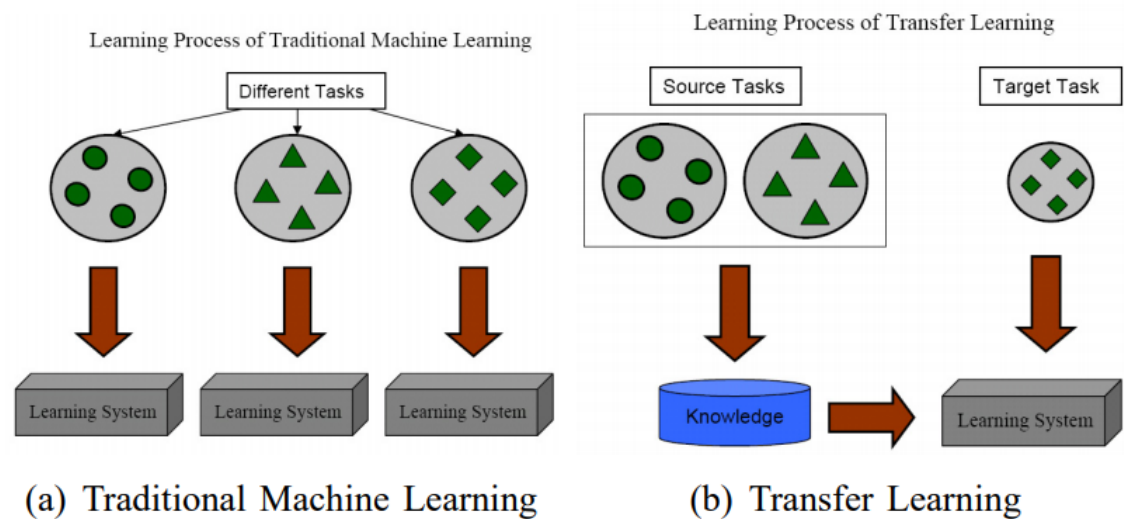 Learning Process of Traditional Machine Learning
Different Tasks
Learning System
Learning System
Learning System
(a) Traditional Machine Learning
Learning Process of Transfer Learning
Source Tasks
Target Task
Knowledge
Learning System
(b) Transfer Learning